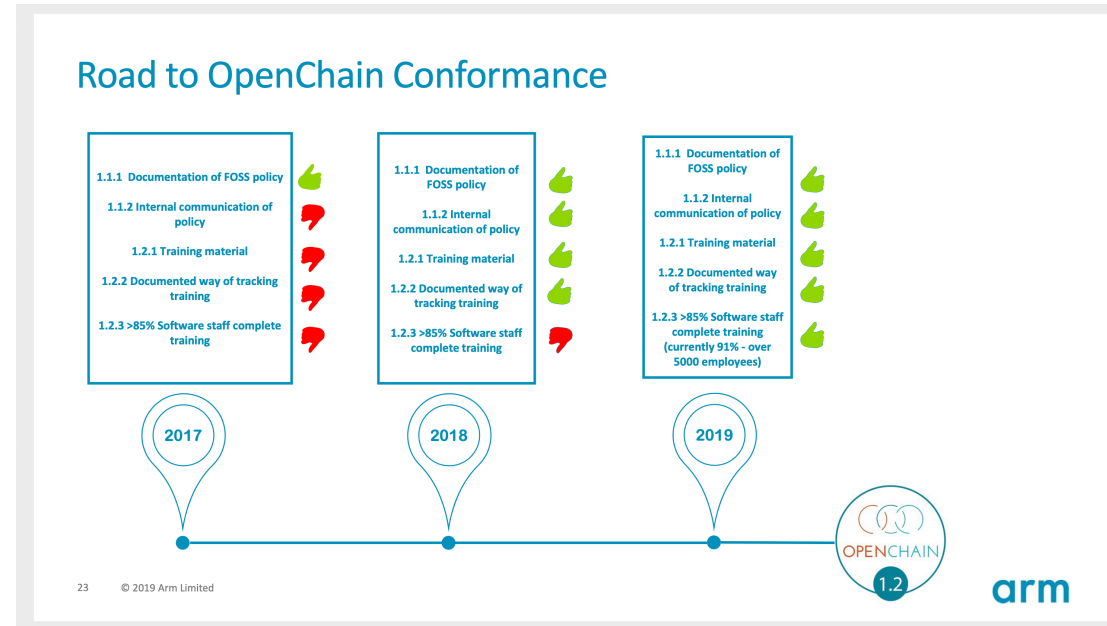 Road to OpenChain Conformance
1.1.1 Documentation of FOSS policy
1.1.2 Internal communication of
policy
1.2.1 Training material
1.2.2 Documented way of tracking
training
1.2.3 >85% Software staff complete
training
1.1.1 Documentation of
FOSS policy
1.1.2 Internal
communication of policy
1.2.1 Training material
1.2.2 Documented way of
tracking training
1.2.3 >85% Software staff
complete training
1.1.1 Documentation of
FOSS policy
1.1.2 Internal
communication of policy
1.2.1 Training material
1.2.2 Documented way
of tracking training
1.2.3 >85% Software staff
complete training
(currently 91% - over
5000 employees)
2017
2018
2019
OPENCHAIN
1.2
23 © 2019 Arm Limited
arm